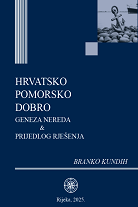 HRVATSKO
POMORSKO
DOBRO
GENEZA NEREDA
&
PRIJEDLOG RJEŠENJA
BRANKO KUNDIH
Rijeka, 2025.